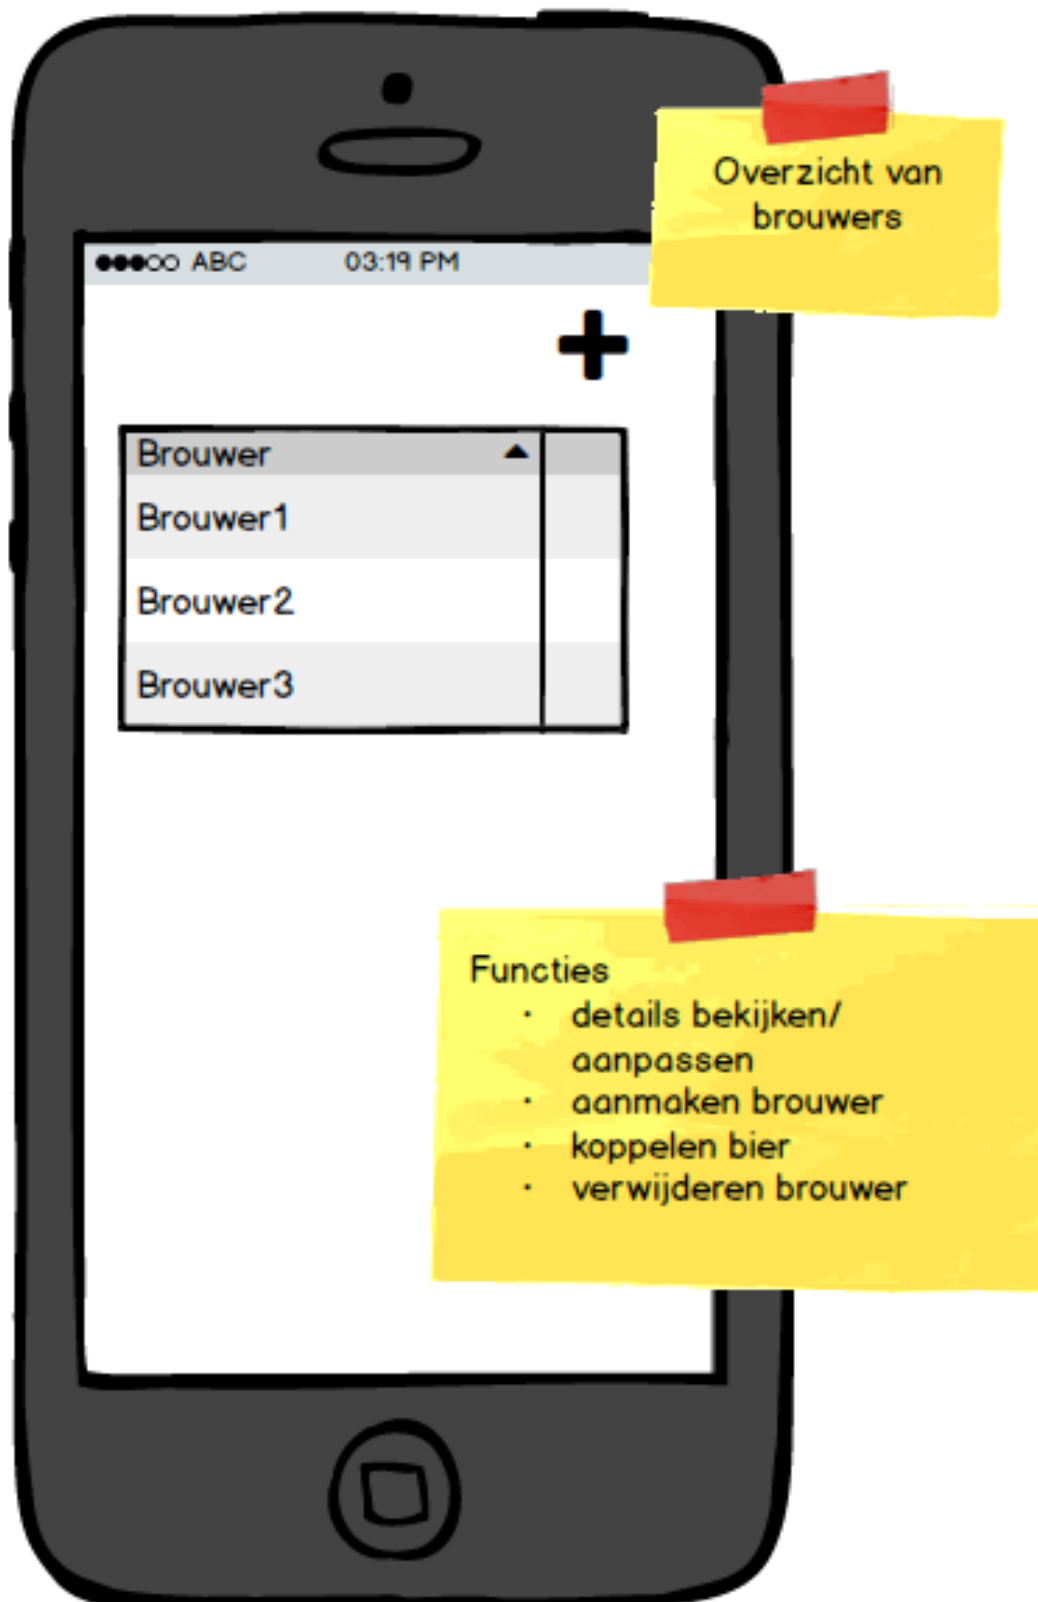 Overzicht van
brouwers
●●●○○ ABC 03:19 PM
Brouwer
Brouwer1
Brouwer2
Brouwer3
Functies
· details bekijken/
aanpassen
· aanmaken brouwer
· koppelen bier
· verwijderen brouwer